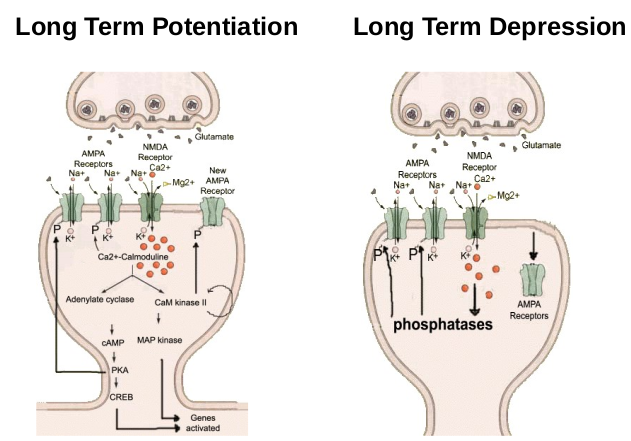 Long Term Potentiation
Glutamate
AMPA
Receptors
NMDA
Receptor
Na+
Na+
Na+
Ca2+
Mg2+
New
AMPA
Receptor
P
K+
P
K+
K+
P
Ca2+-Calmoduline
Adenylate cyclase
CaM kinase II
cAMP
MAP kinase
PKA
CREB
Genes
activated
Long Term Depression
Glutamate
AMPA
Receptors
NMDA
Receptor
Na+
Na+
Na+
Ca2+
Mg2+
P
K+
P
K+
K+
AMPA
Receptors
phosphatases